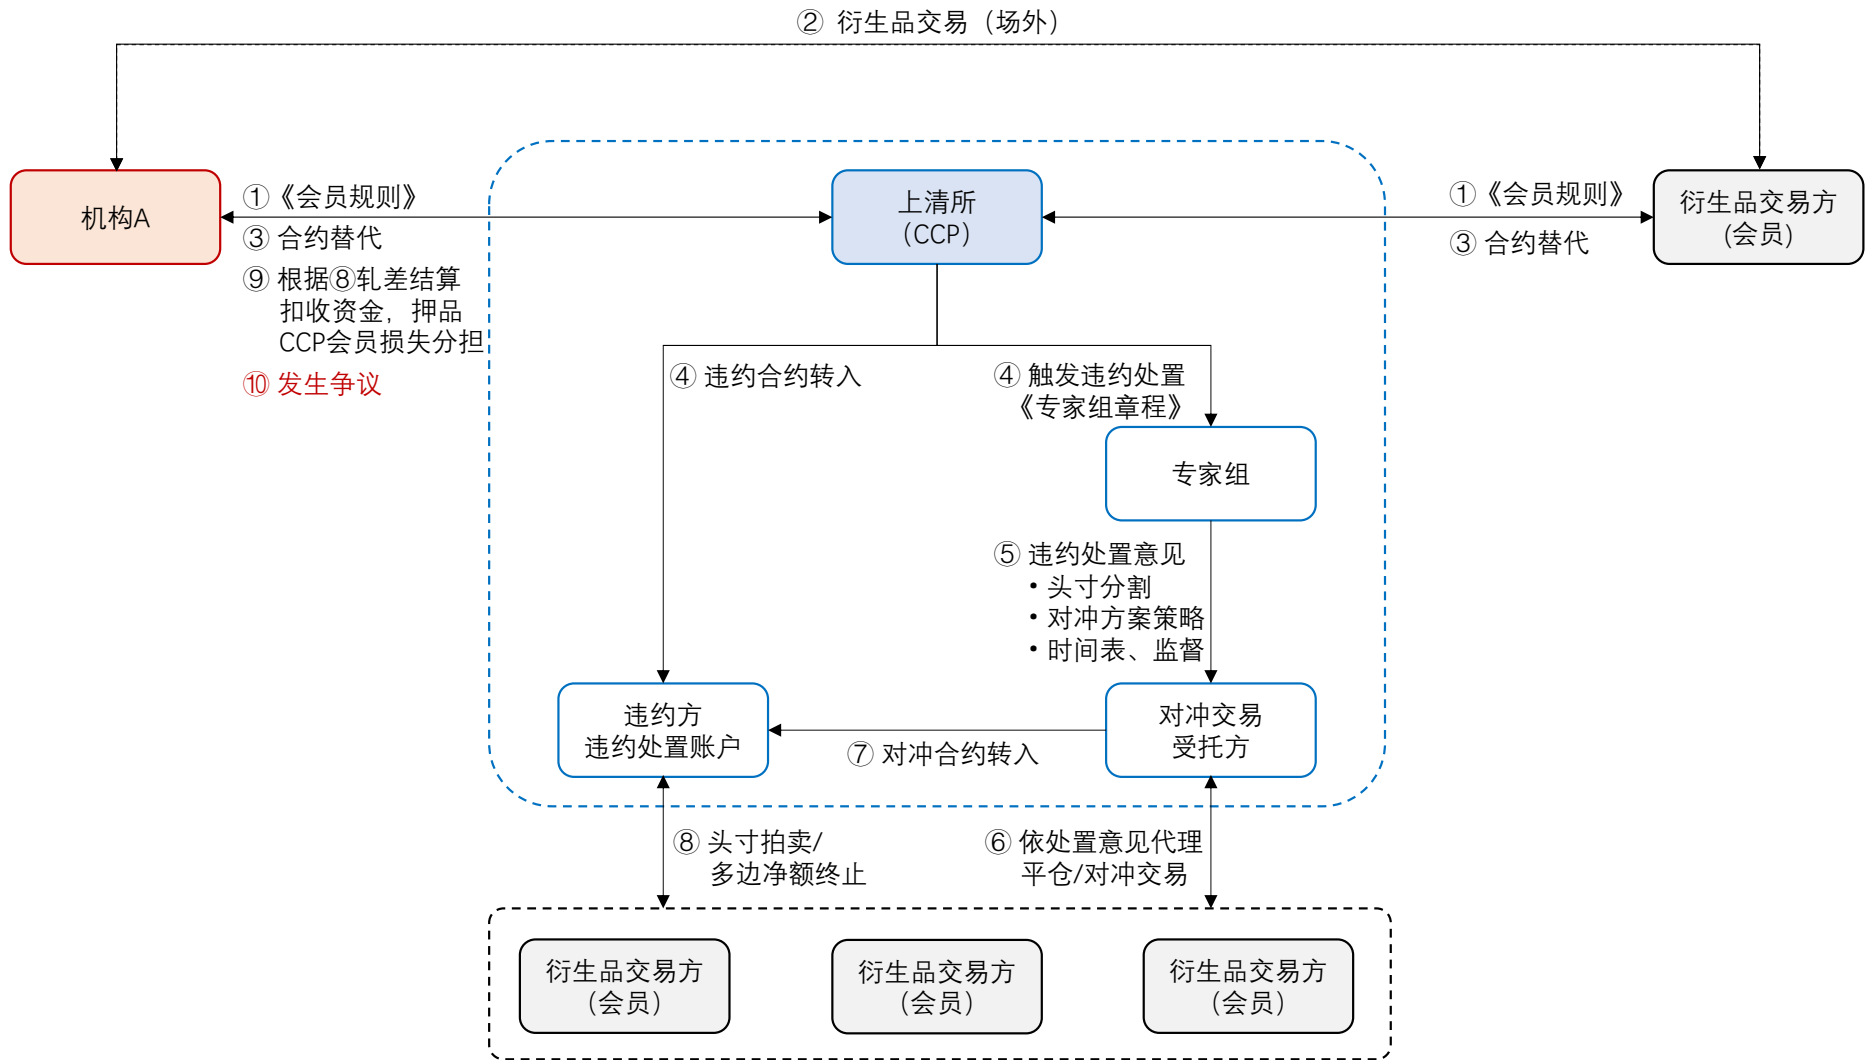 ② 衍生品交易（场外）
机构A
①《会员规则》
③ 合约替代
⑨ 根据⑧轧差结算
扣收资金，押品
CCP会员损失分担
⑩ 发生争议
上清所
（CCP）
①《会员规则》
③ 合约替代
衍生品交易方
(会员)
④ 违约合约转入
④ 触发违约处置
《专家组章程》
专家组
⑤ 违约处置意见
• 头寸分割
• 对冲方案策略
• 时间表、监督
违约方
违约处置账户
⑦ 对冲合约转入
对冲交易
受托方
⑧ 头寸拍卖/
多边净额终止
⑥ 依处置意见代理
平仓/对冲交易
衍生品交易方
（会员）
衍生品交易方
（会员）
衍生品交易方
（会员）